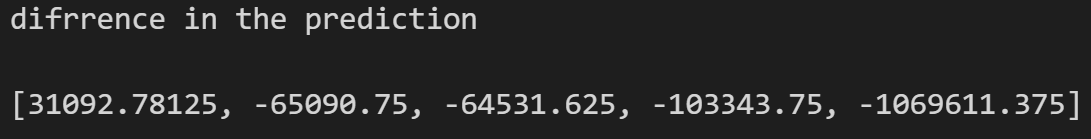 difrrence in the prediction
[31092.78125, -65090.75, -64531.625, -103343.75, -1069611.375]